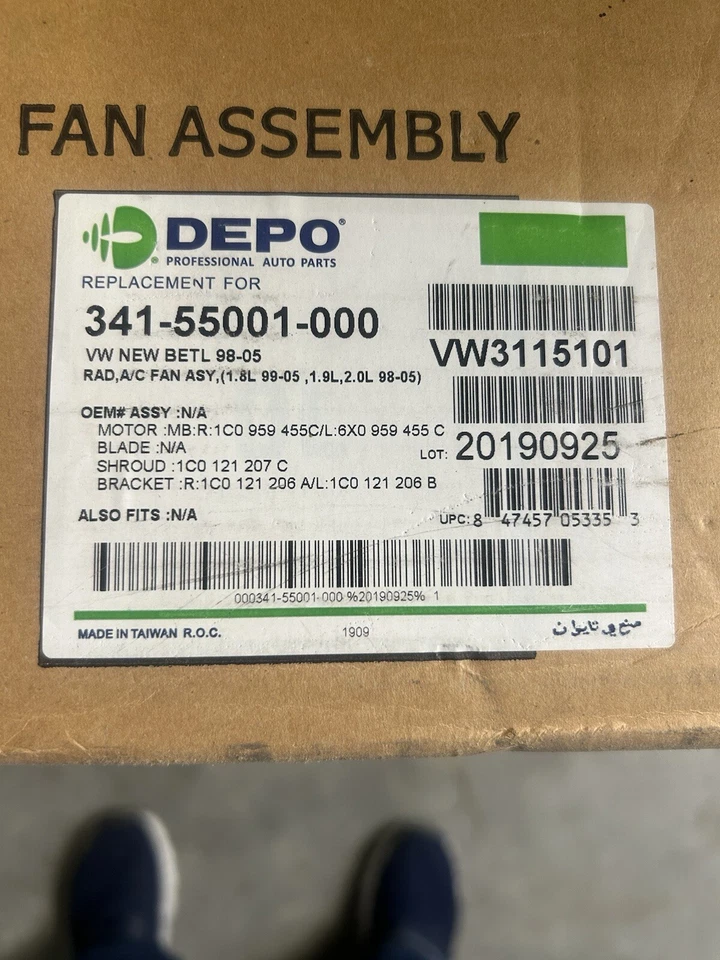 FAN ASSEMBLY
DEPO®
® PROFESSIONAL AUTO PARTS
REPLACEMENT FOR
341-55001-000
VW NEW BETL 98-05
RAD,A/C FAN ASY,(1.8L 99-05 ,1.9L,2.0L 98-05)
VW3115101
OEM# ASSY :N/A
MOTOR :MB:R:1C0 959 455C/L:6X0 959 455 C
BLADE :N/A
SHROUD :1C0 121 207 C
BRACKET :R:1C0 121 206 A/L:1C0 121 206 B
LOT: 20190925
ALSO FITS :N/A
UPC: 8 47457 05335 3
000341-55001-000 %20190925% 1
MADE IN TAIWAN R.O.C.
1909
صنع في تايوان